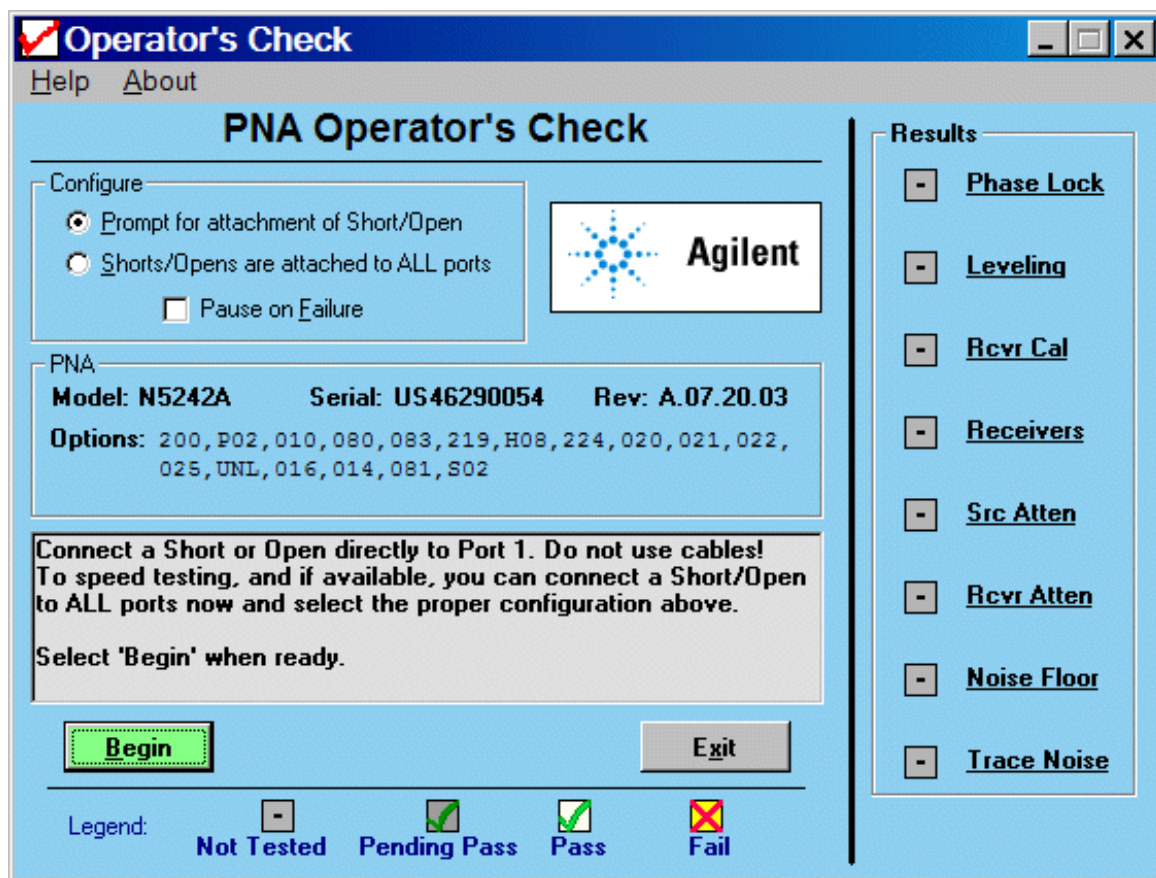 Operator's Check
Help About
PNA Operator's Check
Configure
Prompt for attachment of Short/Open
Shorts/Opens are attached to ALL ports
Pause on Failure
Agilent
PNA
Model: N5242A Serial: US46290054 Rev: A.07.20.03
Options: 200,P02,010,080,083,219,H08,224,020,021,022,
025,UNL,016,014,081,S02
Connect a Short or Open directly to Port 1. Do not use cables!
To speed testing, and if available, you can connect a Short/Open
to ALL ports now and select the proper configuration above.
Select 'Begin' when ready.
Begin Exit
Legend:
- Not Tested
Pending Pass
Pass
Fail
Results
- Phase Lock
- Leveling
- Rcvr Cal
- Receivers
- Src Atten
- Rcvr Atten
- Noise Floor
- Trace Noise